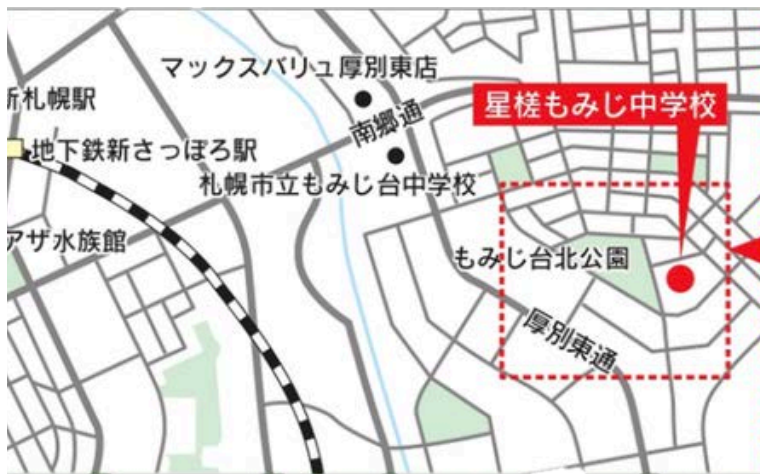 マックスバリュ厚別東店
新札幌駅
星槎もみじ中学校
南郷通
地下鉄新さっぽろ駅
札幌市立もみじ台中学校
アザ水族館
もみじ台北公園
厚別東通